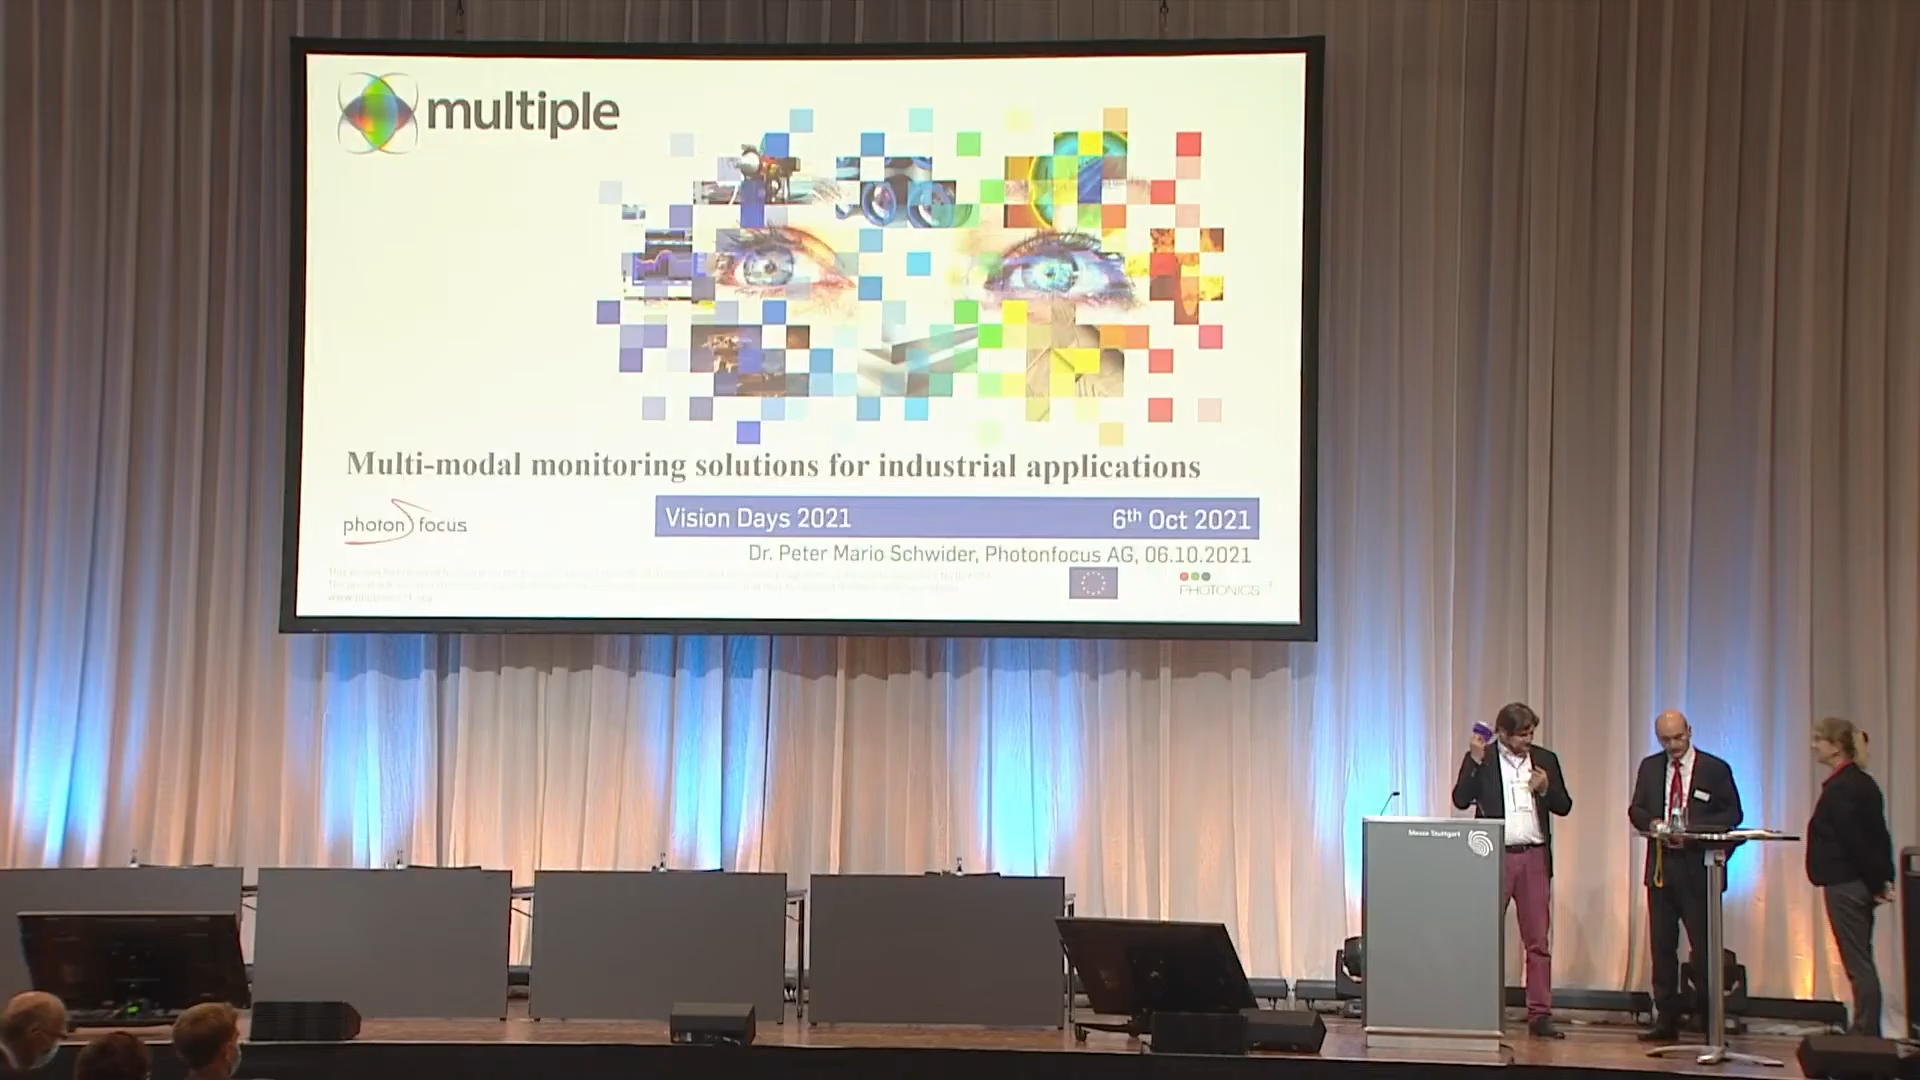 multiple
Multi-modal monitoring solutions for industrial applications
photon focus
Vision Days 2021
6th Oct 2021
Dr. Peter Mario Schwider, Photonfocus AG, 06.10.2021
PHOTONICS
Messe Stuttgart